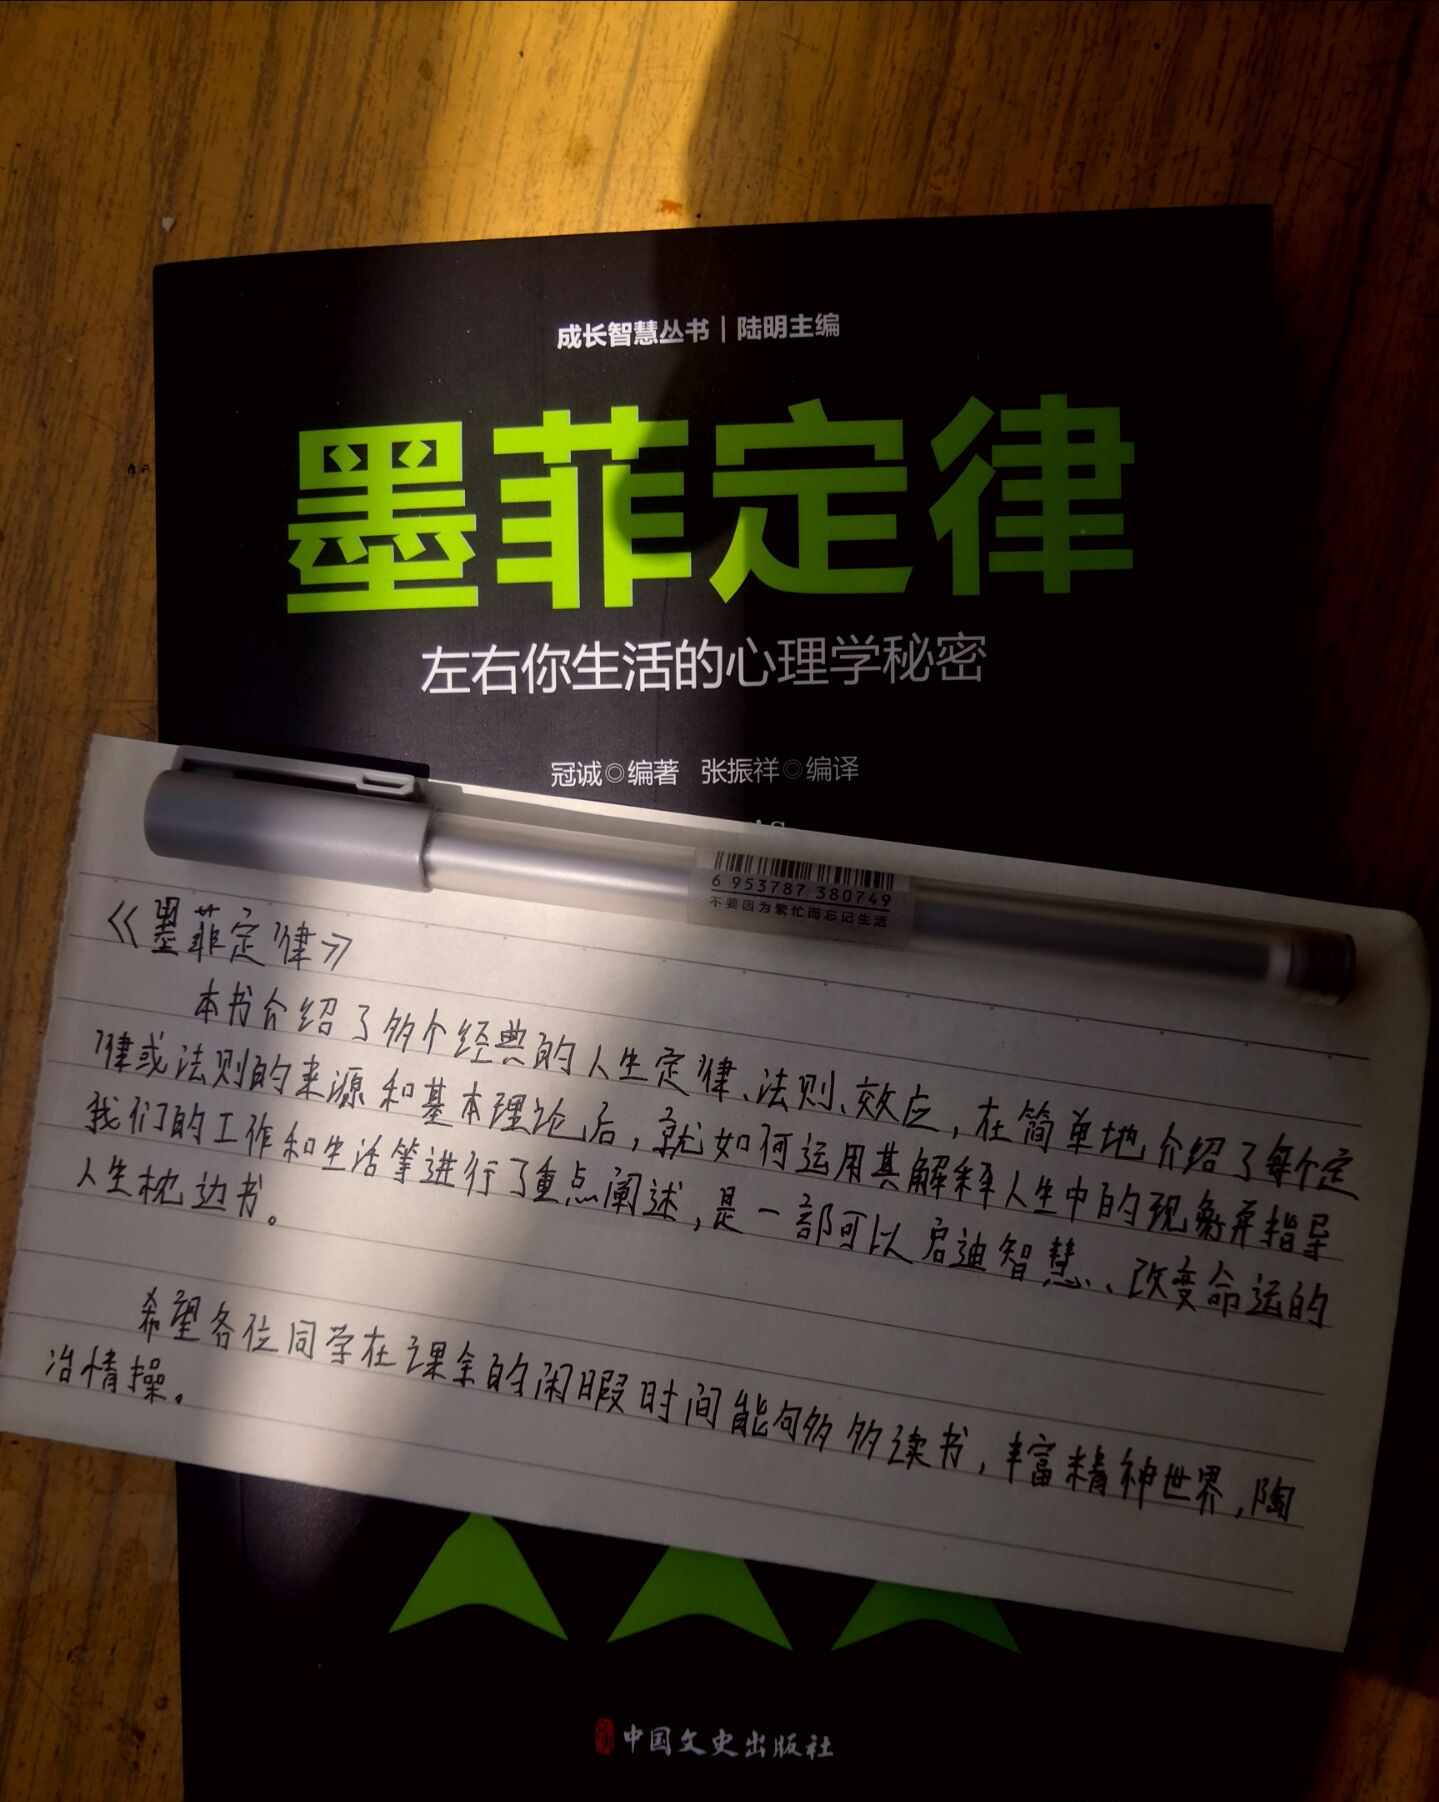 成长智慧丛书｜陆明主编
墨菲定律
左右你生活的心理学秘密
冠诚◎编著 张振祥◎编译
6 953787 380749
不要因为繁忙而忘记生活
《墨菲定律》
本书介绍了多个经典的人生定律、法则、效应，在简单地介绍了每个定
律或法则的来源和基本理论后，就如何运用其解释人生中的现象并指导
我们的工作和生活等进行了重点阐述，是一部可以启迪智慧、改变命运的
人生枕边书。
希望各位同学在课余的闲暇时间能够多多读书，丰富精神世界，陶
冶情操。
中国文史出版社